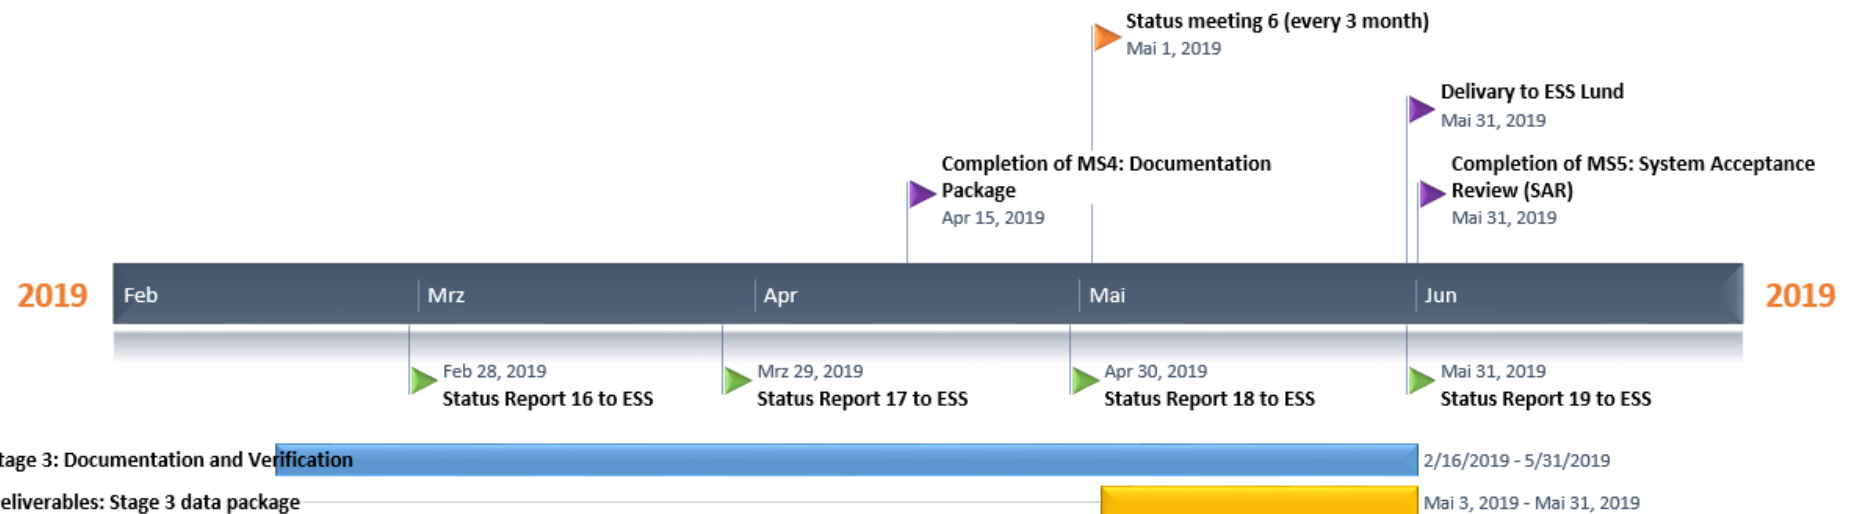 Status meeting 6 (every 3 month)
Mai 1, 2019
Delivary to ESS Lund
Mai 31, 2019
Completion of MS4: Documentation
Package
Apr 15, 2019
Completion of MS5: System Acceptance
Review (SAR)
Mai 31, 2019
2019
Feb
Mrz
Apr
Mai
Jun
2019
Feb 28, 2019
Status Report 16 to ESS
Mrz 29, 2019
Status Report 17 to ESS
Apr 30, 2019
Status Report 18 to ESS
Mai 31, 2019
Status Report 19 to ESS
tage 3: Documentation and Verification
2/16/2019 - 5/31/2019
eliverables: Stage 3 data package
Mai 3, 2019 - Mai 31, 2019